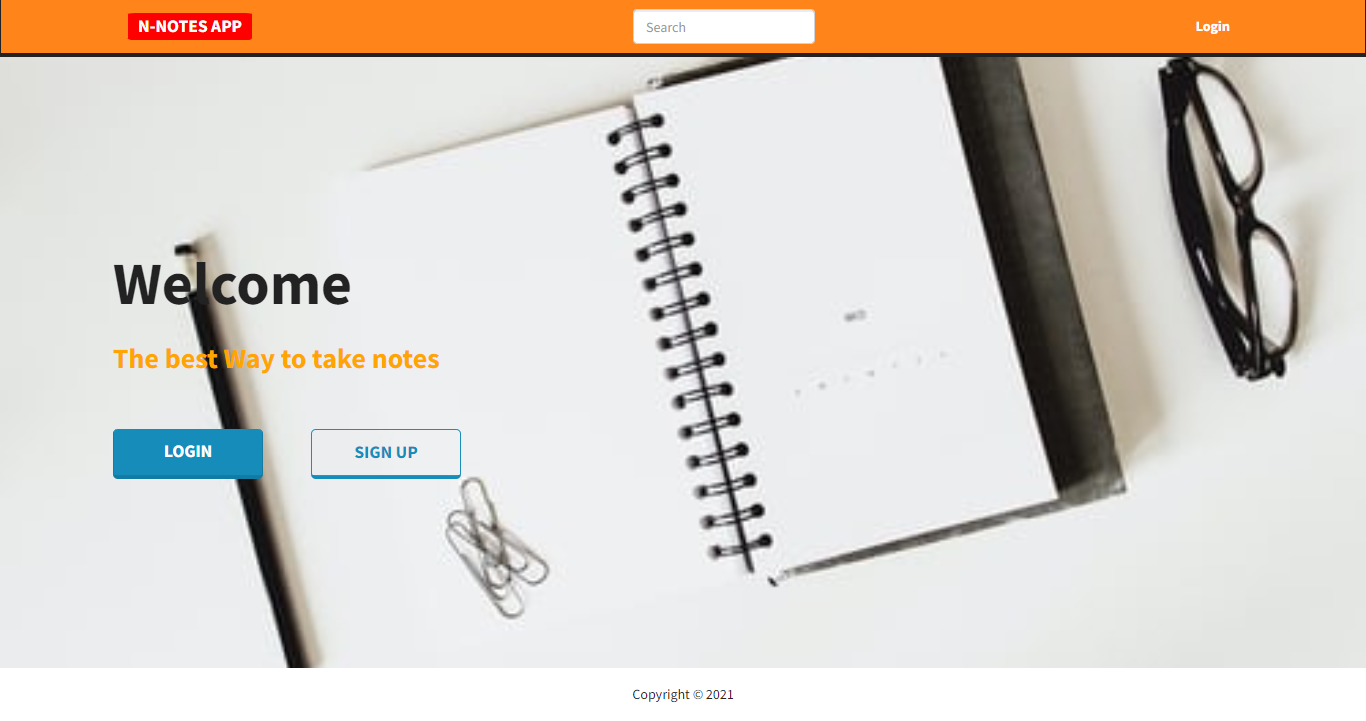 N-NOTES APP
Search
Login
Welcome
The best Way to take notes
LOGIN
SIGN UP
Copyright © 2021